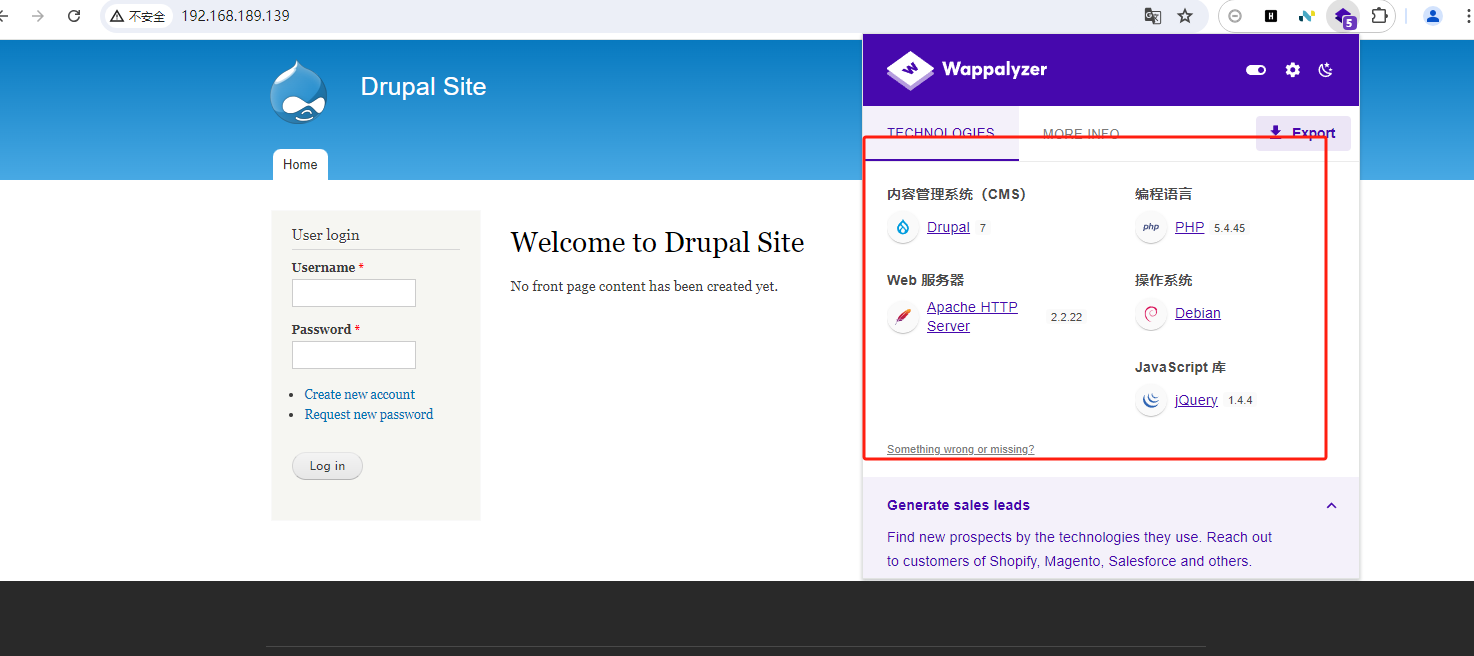 不安全 192.168.189.139
5
Drupal Site
Home
User login
Username *
Password *
Create new account
Request new password
Log in
Welcome to Drupal Site
No front page content has been created yet.
Wappalyzer
TECHNOLOGIES MORE INFO Export
内容管理系统（CMS）
Drupal 7
Web 服务器
Apache HTTP
Server 2.2.22
编程语言
php PHP 5.4.45
操作系统
Debian
JavaScript 库
jQuery 1.4.4
Something wrong or missing?
Generate sales leads
Find new prospects by the technologies they use. Reach out
to customers of Shopify, Magento, Salesforce and others.